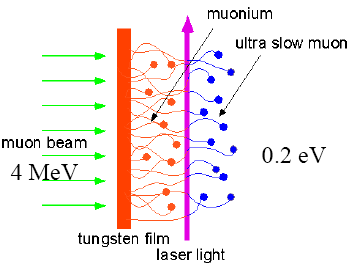 muonium
ultra slow muon
muon beam
4 MeV
0.2 eV
tungsten film
laser light